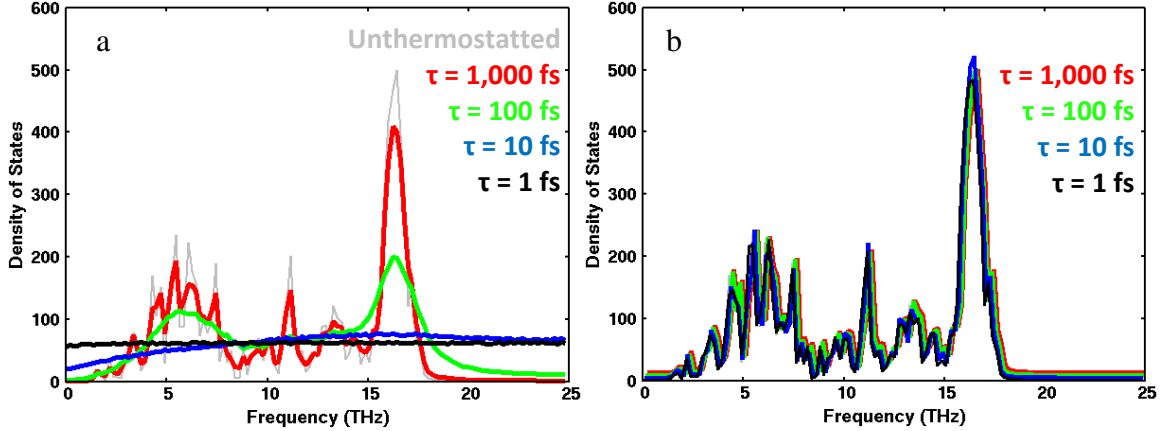 a
Unthermostatted
τ = 1,000 fs
τ = 100 fs
τ = 10 fs
τ = 1 fs
Density of States
600
500
400
300
200
100
0
0 5 10 15 20 25
Frequency (THz)
b
τ = 1,000 fs
τ = 100 fs
τ = 10 fs
τ = 1 fs
Density of States
600
500
400
300
200
100
0
0 5 10 15 20 25
Frequency (THz)